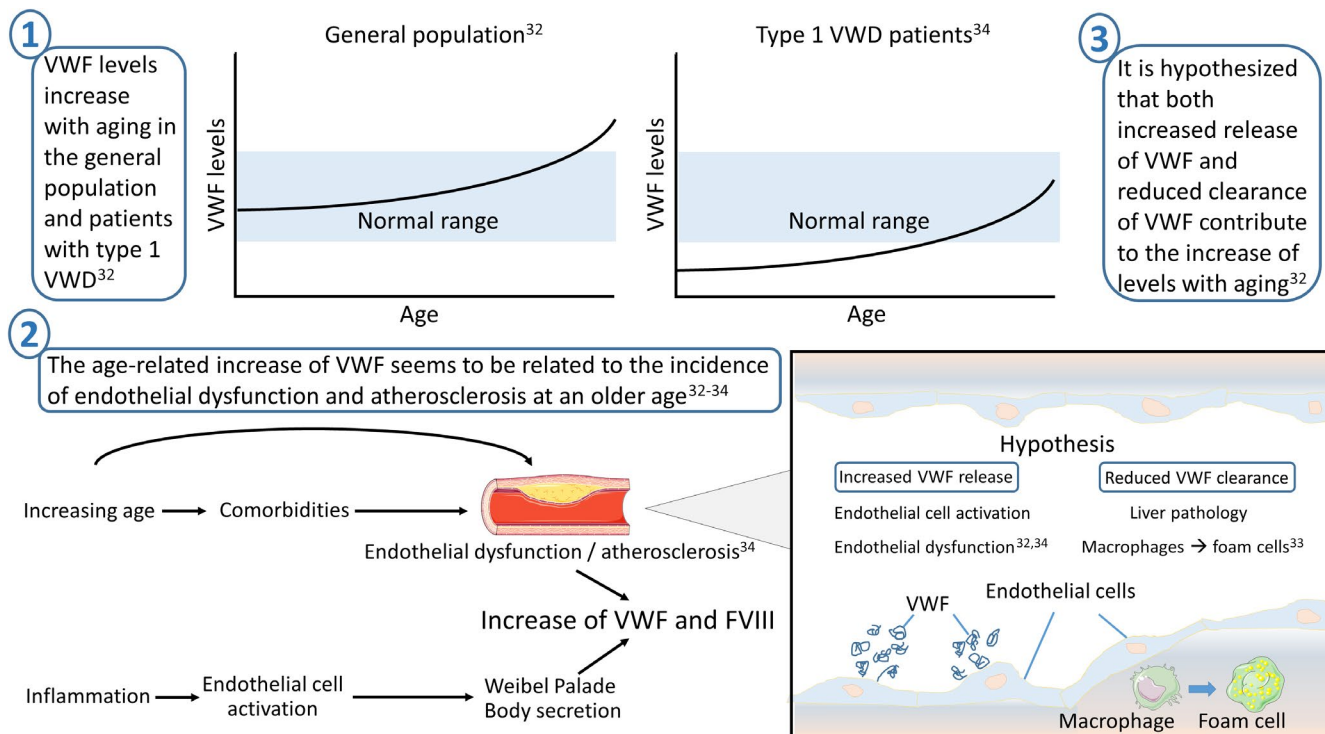 1
VWF levels
increase
with aging in
the general
population
and patients
with type 1
VWD³²
General population³²
VWF levels
Normal range
Age
Type 1 VWD patients³⁴
VWF levels
Normal range
Age
3
It is hypothesized
that both
increased release
of VWF and
reduced clearance
of VWF contribute
to the increase of
levels with aging³²
2
The age-related increase of VWF seems to be related to the incidence
of endothelial dysfunction and atherosclerosis at an older age³²⁻³⁴
Increasing age
Comorbidities
Endothelial dysfunction / atherosclerosis³⁴
Increase of VWF and FVIII
Inflammation
Endothelial cell
activation
Weibel Palade
Body secretion
Hypothesis
Increased VWF release
Reduced VWF clearance
Endothelial cell activation
Liver pathology
Endothelial dysfunction³²,³⁴
Macrophages → foam cells³³
VWF
Endothelial cells
Macrophage
Foam cell